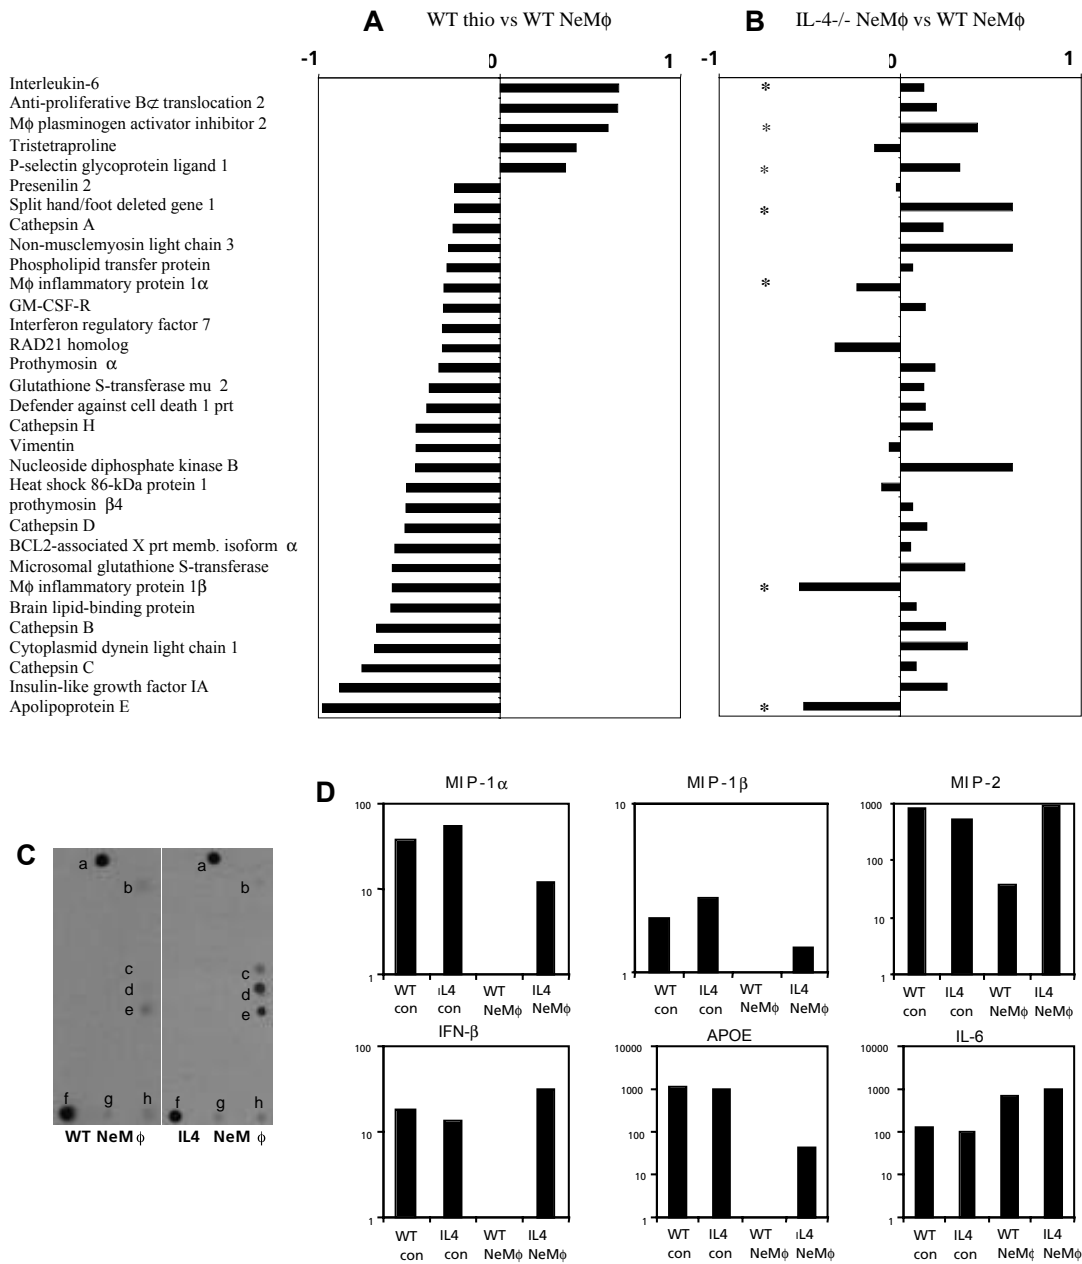 A WT thio vs WT NeMϕ
B IL-4-/- NeMϕ vs WT NeMϕ
-1 0 1
-1 0 1
Interleukin-6 *
Anti-proliferative B⊄ translocation 2
Mϕ plasminogen activator inhibitor 2 *
Tristetraproline
P-selectin glycoprotein ligand 1 *
Presenilin 2
Split hand/foot deleted gene 1 *
Cathepsin A
Non-musclemyosin light chain 3
Phospholipid transfer protein
Mϕ inflammatory protein 1α *
GM-CSF-R
Interferon regulatory factor 7
RAD21 homolog
Prothymosin α
Glutathione S-transferase mu 2
Defender against cell death 1 prt
Cathepsin H
Vimentin
Nucleoside diphosphate kinase B
Heat shock 86-kDa protein 1
prothymosin β4
Cathepsin D
BCL2-associated X prt memb. isoform α
Microsomal glutathione S-transferase
Mϕ inflammatory protein 1β *
Brain lipid-binding protein
Cathepsin B
Cytoplasmid dynein light chain 1
Cathepsin C
Insulin-like growth factor IA
Apolipoprotein E *
C
a
b
c
d
e
f g h
WT NeM ϕ
a
b
c
d
e
f g h
IL4 NeM ϕ
D
MIP-1α
100
10
1
WT con
IL4 con
WT NeMϕ
IL4 NeMϕ
MIP-1β
10
1
WT con
IL4 con
WT NeMϕ
IL4 NeMϕ
MIP-2
1000
100
10
1
WT con
IL4 con
WT NeMϕ
IL4 NeMϕ
IFN-β
100
10
1
WT con
IL4 con
WT NeMϕ
IL4 NeMϕ
APOE
10000
1000
100
10
1
WT con
IL4 con
WT NeMϕ
IL4 NeMϕ
IL-6
10000
1000
100
10
1
WT con
IL4 con
WT NeMϕ
IL4 NeMϕ